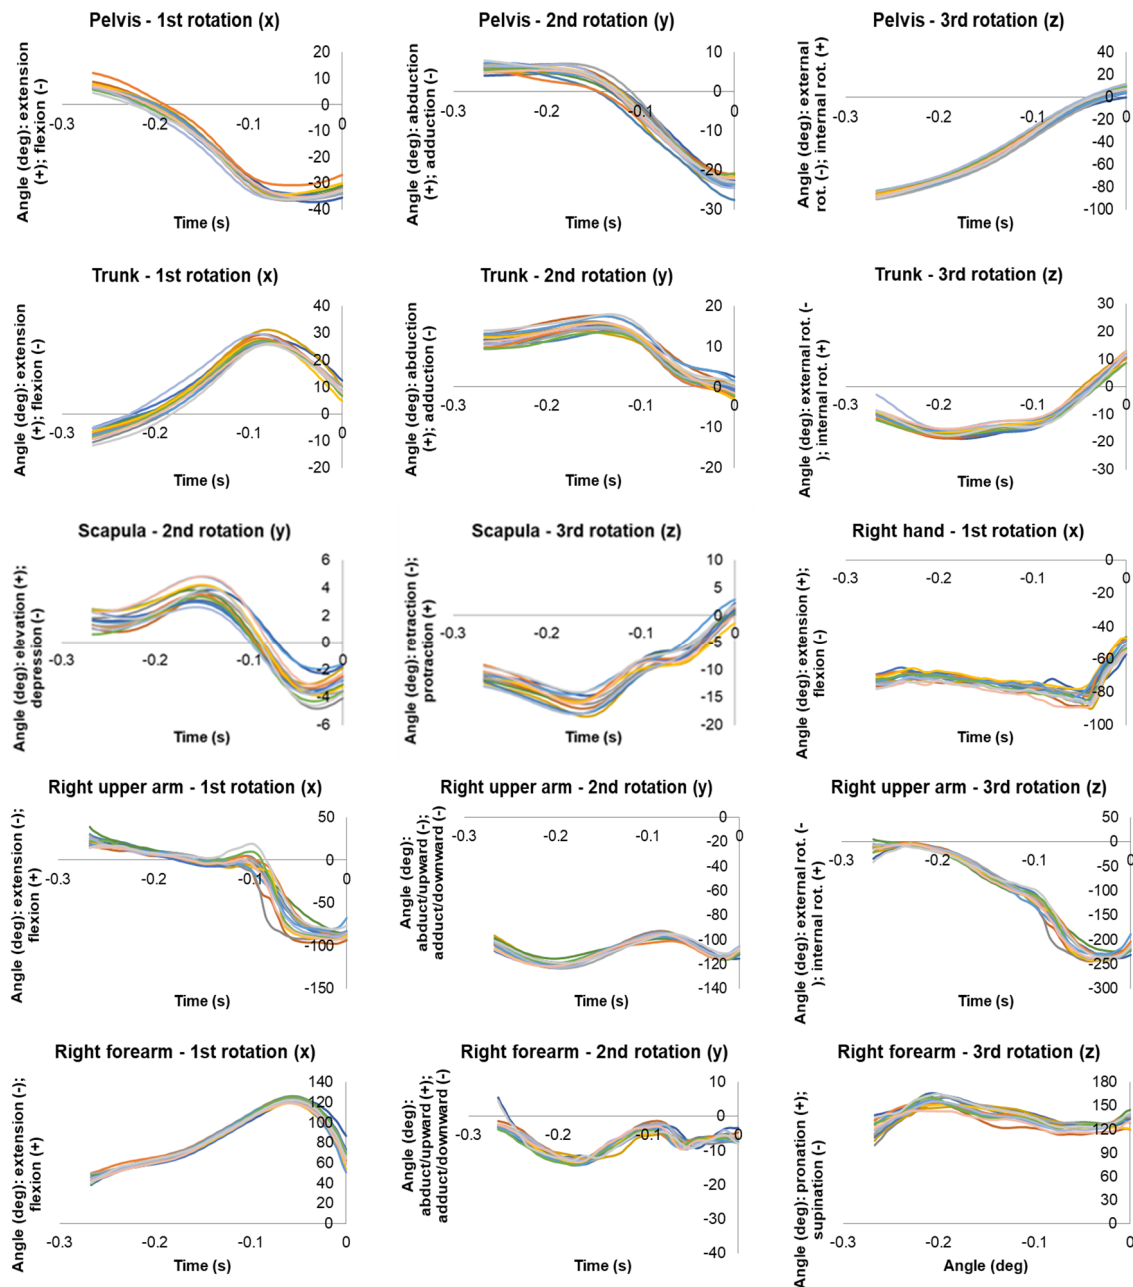 Pelvis - 1st rotation (x)
Angle (deg): extension
(+); flexion (-)
20
10
0
-10
-20
-30
-40
-0.3
-0.2
-0.1
0
Time (s)
Pelvis - 2nd rotation (y)
Angle (deg): abduction
(+); adduction (-)
10
0
-10
-20
-30
-0.3
-0.2
-0.1
0
Time (s)
Pelvis - 3rd rotation (z)
Angle (deg): external
rot. (-); internal rot. (+)
40
20
0
-20
-40
-60
-80
-100
-0.3
-0.2
-0.1
0
Time (s)
Trunk - 1st rotation (x)
Angle (deg): extension
(+); flexion (-)
40
30
20
10
0
-10
-20
-0.3
-0.2
-0.1
0
Time (s)
Trunk - 2nd rotation (y)
Angle (deg): abduction
(+); adduction (-)
20
10
0
-10
-20
-0.3
-0.2
-0.1
0
Time (s)
Trunk - 3rd rotation (z)
Angle (deg): external rot. (-
); internal rot. (+)
30
20
10
0
-10
-20
-30
-0.3
-0.2
-0.1
0
Time (s)
Scapula - 2nd rotation (y)
Angle (deg): elevation (+);
depression (-)
6
4
2
0
-2
-4
-6
-0.3
-0.2
-0.1
0
Time (s)
Scapula - 3rd rotation (z)
Angle (deg): retraction (-);
protraction (+)
10
5
0
-5
-10
-15
-20
-0.3
-0.2
-0.1
0
Time (s)
Right hand - 1st rotation (x)
Angle (deg): extension (+);
flexion (-)
0
-20
-40
-60
-80
-100
-0.3
-0.2
-0.1
0
Time (s)
Right upper arm - 1st rotation (x)
Angle (deg): extension (-);
flexion (+)
50
0
-50
-100
-150
-0.3
-0.2
-0.1
0
Time (s)
Right upper arm - 2nd rotation (y)
Angle (deg):
abduct/upward (-);
adduct/downward (-)
0
-20
-40
-60
-80
-100
-120
-140
-0.3
-0.2
-0.1
0
Time (s)
Right upper arm - 3rd rotation (z)
Angle (deg): external rot. (-
); internal rot. (+)
50
0
-50
-100
-150
-200
-250
-300
-0.3
-0.2
-0.1
0
Time (s)
Right forearm - 1st rotation (x)
Angle (deg): extension (-);
flexion (+)
140
120
100
80
60
40
20
0
-0.3
-0.2
-0.1
0
Time (s)
Right forearm - 2nd rotation (y)
Angle (deg):
abduct/upward (+);
adduct/downward (-)
10
0
-10
-20
-30
-40
-0.3
-0.2
-0.1
0
Time (s)
Right forearm - 3rd rotation (z)
Angle (deg): pronation (+);
supination (-)
180
150
120
90
60
30
0
-0.3
-0.2
-0.1
0
Angle (deg)